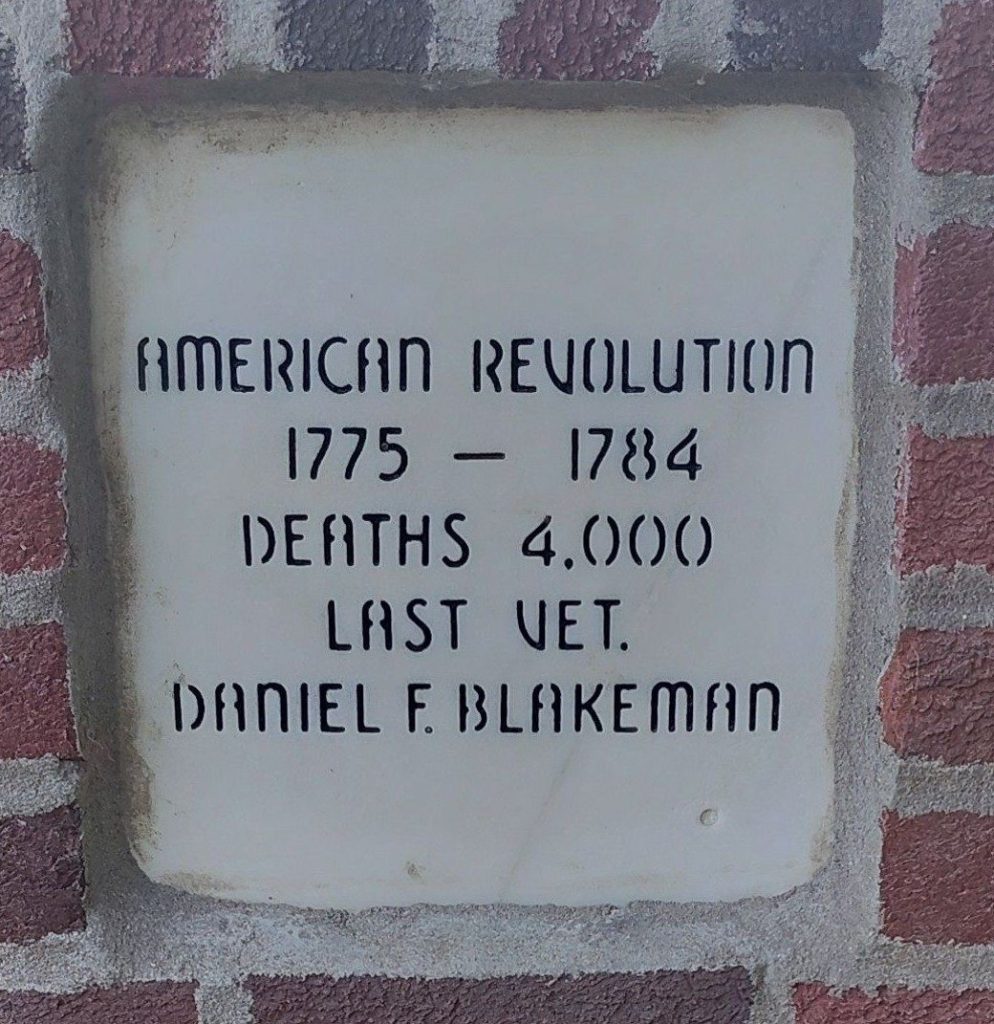 AMERICAN REVOLUTION
1775 — 1784
DEATHS 4,000
LAST VET.
DANIEL F. BLAKEMAN